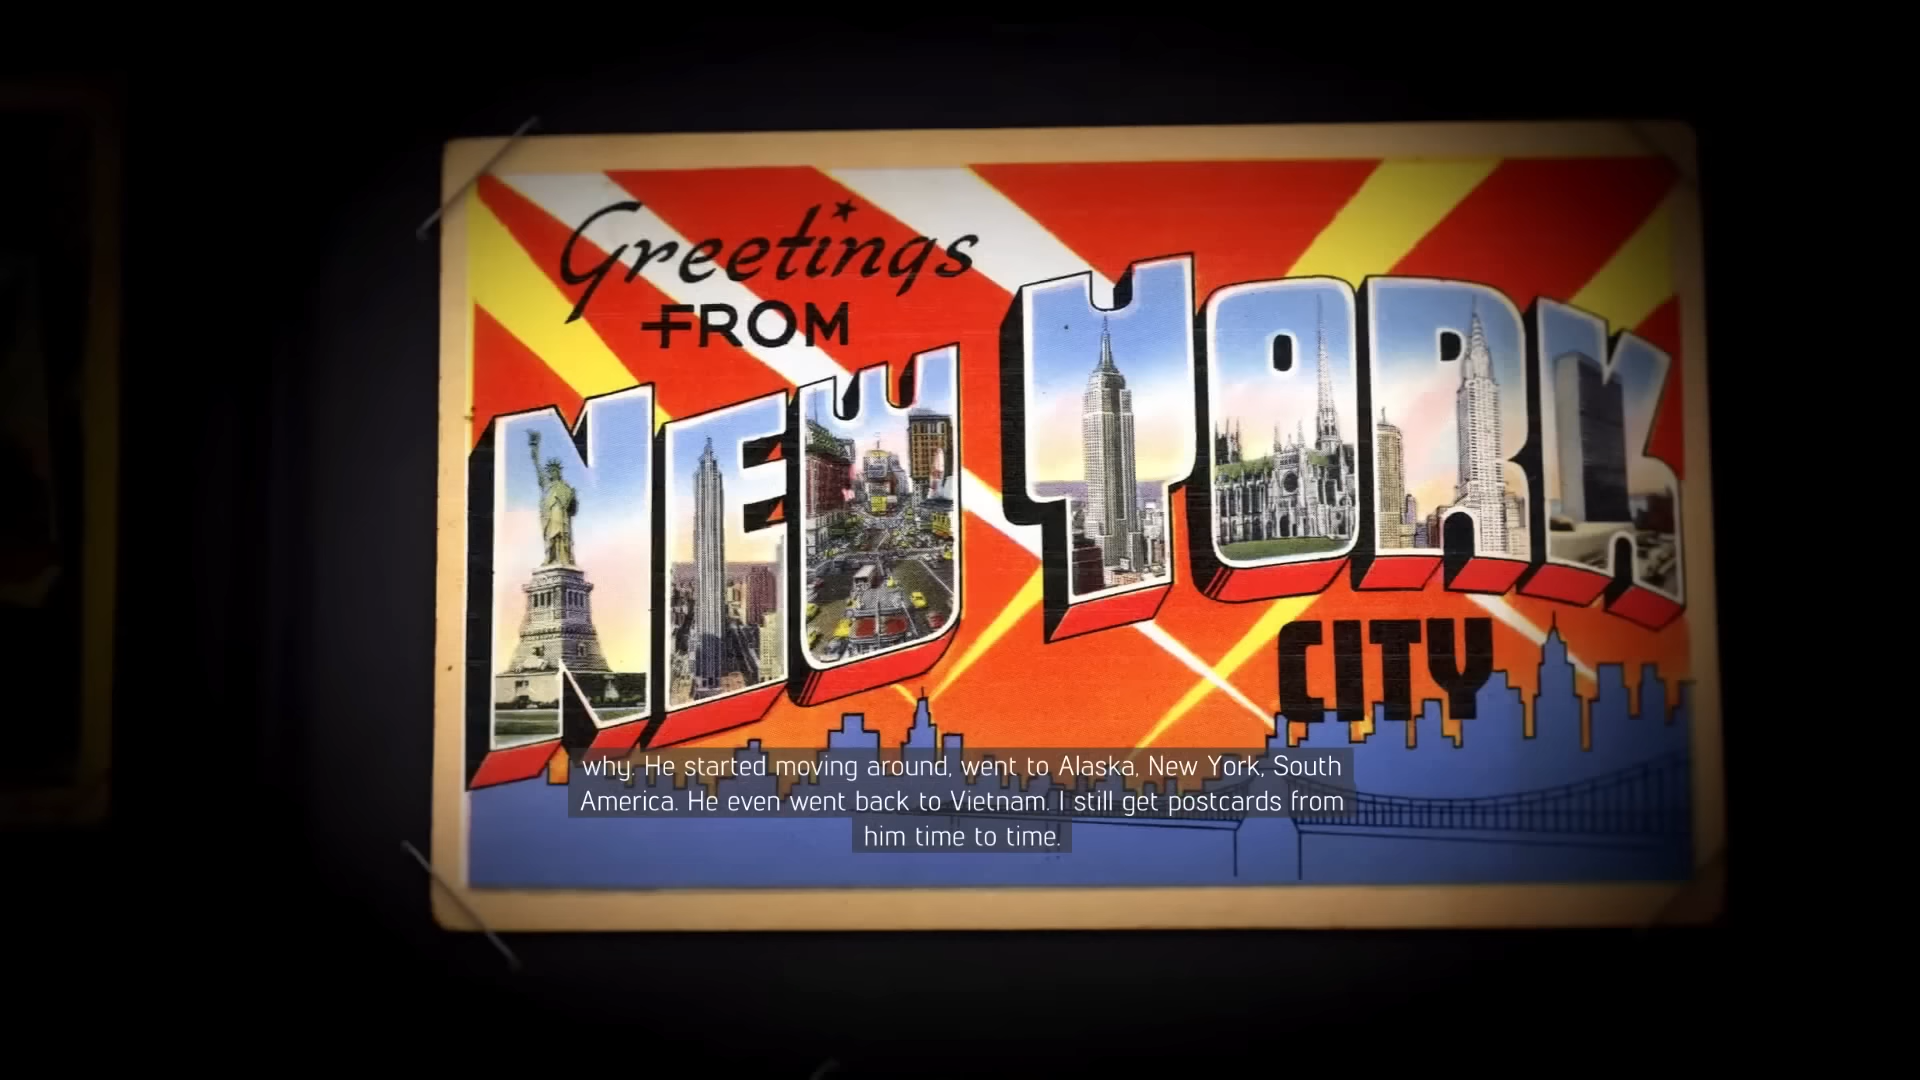 Greetings
FROM
NEW YORK
CITY
why. He started moving around, went to Alaska, New York, South
America. He even went back to Vietnam. I still get postcards from
him time to time.